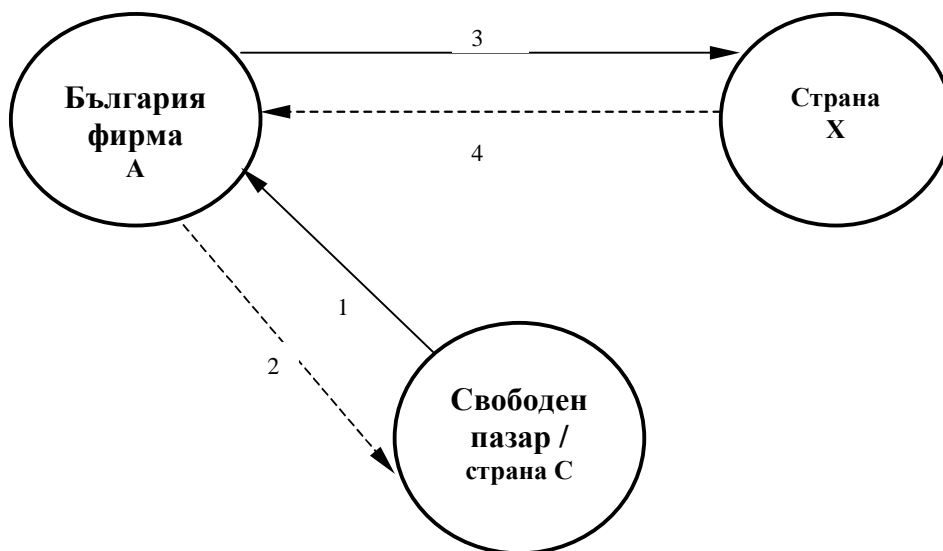 3
България
фирма
А
Страна
X
4
1
2
Свободен
пазар /
страна С